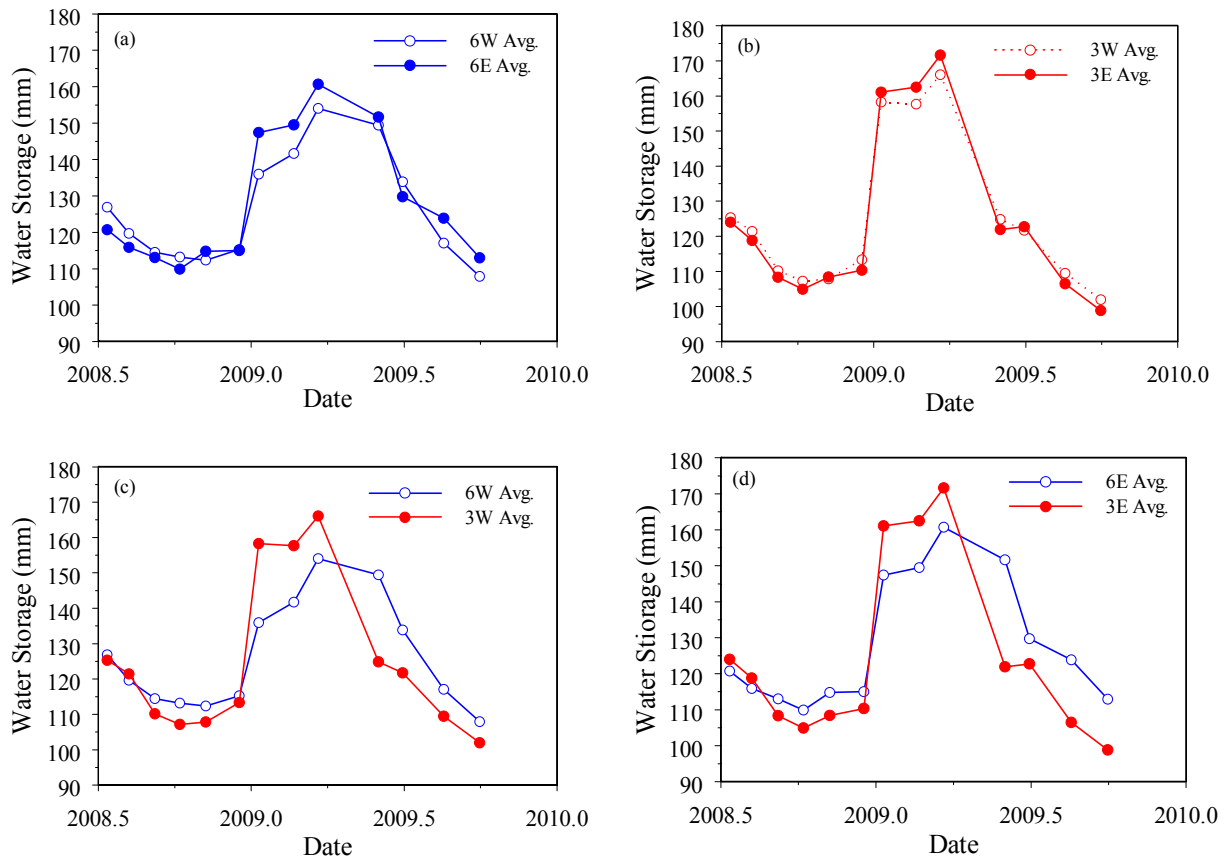 (a)
6W Avg.
6E Avg.
Water Storage (mm)
180
170
160
150
140
130
120
110
100
90
2008.5 2009.0 2009.5 2010.0
Date
(b)
3W Avg.
3E Avg.
Water Storage (mm)
180
170
160
150
140
130
120
110
100
90
2008.5 2009.0 2009.5 2010.0
Date
(c)
6W Avg.
3W Avg.
Water Storage (mm)
180
170
160
150
140
130
120
110
100
90
2008.5 2009.0 2009.5 2010.0
Date
(d)
6E Avg.
3E Avg.
Water Stiorage (mm)
180
170
160
150
140
130
120
110
100
90
2008.5 2009.0 2009.5 2010.0
Date